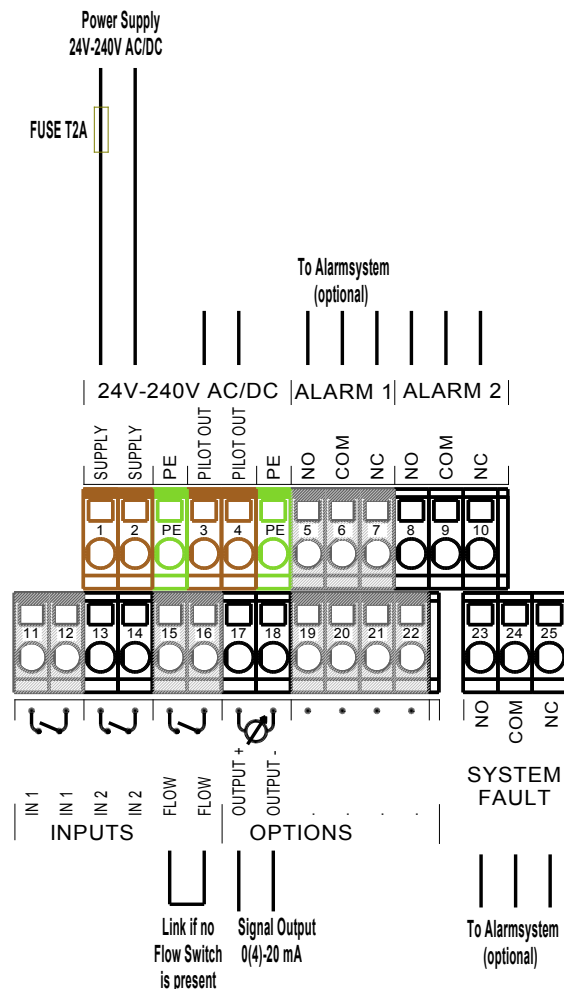 Power Supply
24V-240V AC/DC
FUSE T2A
To Alarmsystem
(optional)
24V-240V AC/DC ALARM 1 ALARM 2
SUPPLY SUPPLY PE PILOT OUT PILOT OUT PE NO COM NC NO COM NC
1 2 PE 3 4 PE 5 6 7 8 9 10
11 12 13 14 15 16 17 18 19 20 21 22 23 24 25
NO COM NC
IN 1 IN 1 IN 2 IN 2 FLOW FLOW OUTPUT + OUTPUT - . . . .
SYSTEM
FAULT
INPUTS OPTIONS
Link if no
Flow Switch
is present
Signal Output
0(4)-20 mA
To Alarmsystem
(optional)